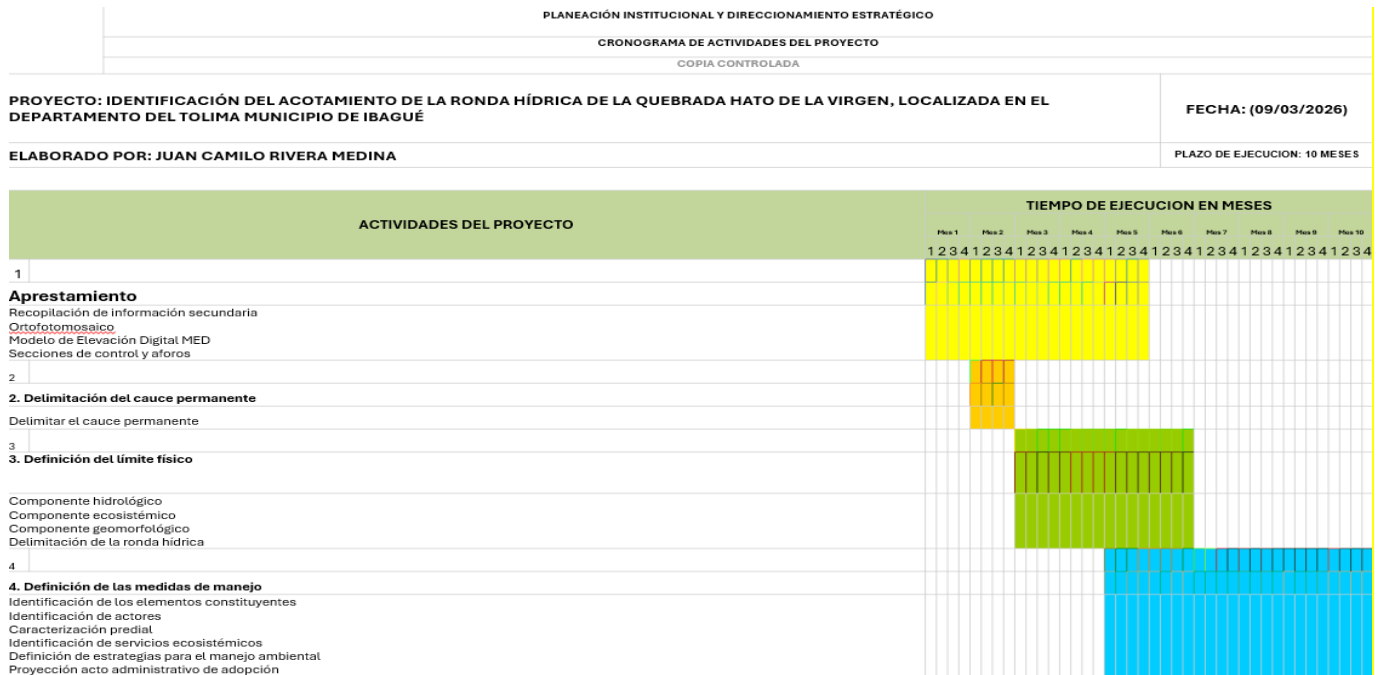 PLANEACIÓN INSTITUCIONAL Y DIRECCIONAMIENTO ESTRATÉGICO
CRONOGRAMA DE ACTIVIDADES DEL PROYECTO
COPIA CONTROLADA
PROYECTO: IDENTIFICACIÓN DEL ACOTAMIENTO DE LA RONDA HÍDRICA DE LA QUEBRADA HATO DE LA VIRGEN, LOCALIZADA EN EL
DEPARTAMENTO DEL TOLIMA MUNICIPIO DE IBAGUÉ
FECHA: (09/03/2026)
ELABORADO POR: JUAN CAMILO RIVERA MEDINA
PLAZO DE EJECUCION: 10 MESES
ACTIVIDADES DEL PROYECTO
TIEMPO DE EJECUCION EN MESES
Mes 1 Mes 2 Mes 3 Mes 4 Mes 5 Mes 6 Mes 7 Mes 8 Mes 9 Mes 10
1 2 3 4 1 2 3 4 1 2 3 4 1 2 3 4 1 2 3 4 1 2 3 4 1 2 3 4 1 2 3 4 1 2 3 4 1 2 3 4
1
Aprestamiento
Recopilación de información secundaria
Ortofotomosaico
Modelo de Elevación Digital MED
Secciones de control y aforos
2
2. Delimitación del cauce permanente
Delimitar el cauce permanente
3
3. Definición del límite físico
Componente hidrológico
Componente ecosistémico
Componente geomorfológico
Delimitación de la ronda hídrica
4
4. Definición de las medidas de manejo
Identificación de los elementos constituyentes
Identificación de actores
Caracterización predial
Identificación de servicios ecosistémicos
Definición de estrategias para el manejo ambiental
Proyección acto administrativo de adopción